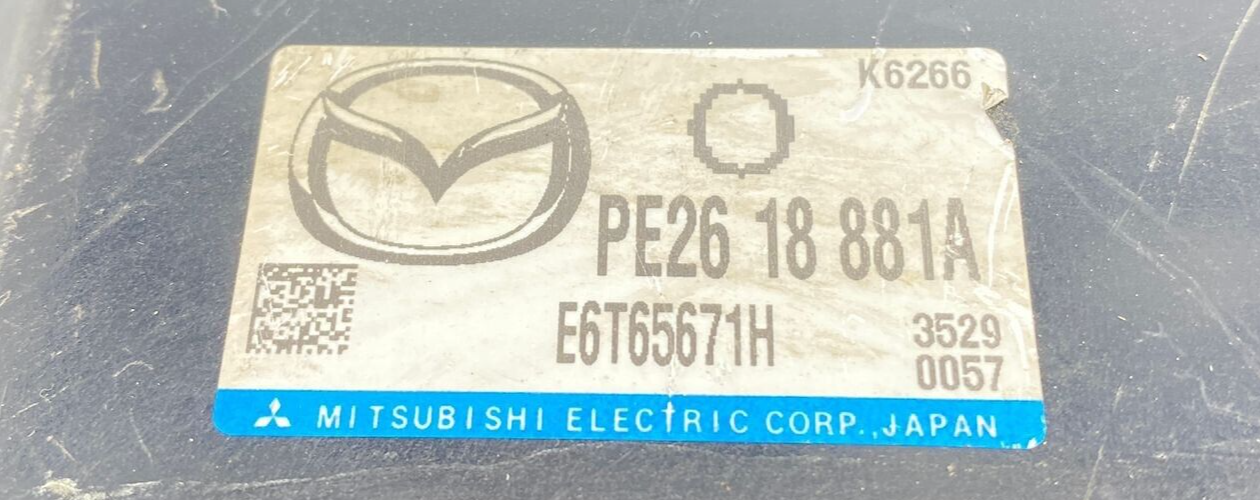 K6266
PE26 18 881A
E6T65671H
3529
0057
MITSUBISHI ELECTRIC CORP., JAPAN